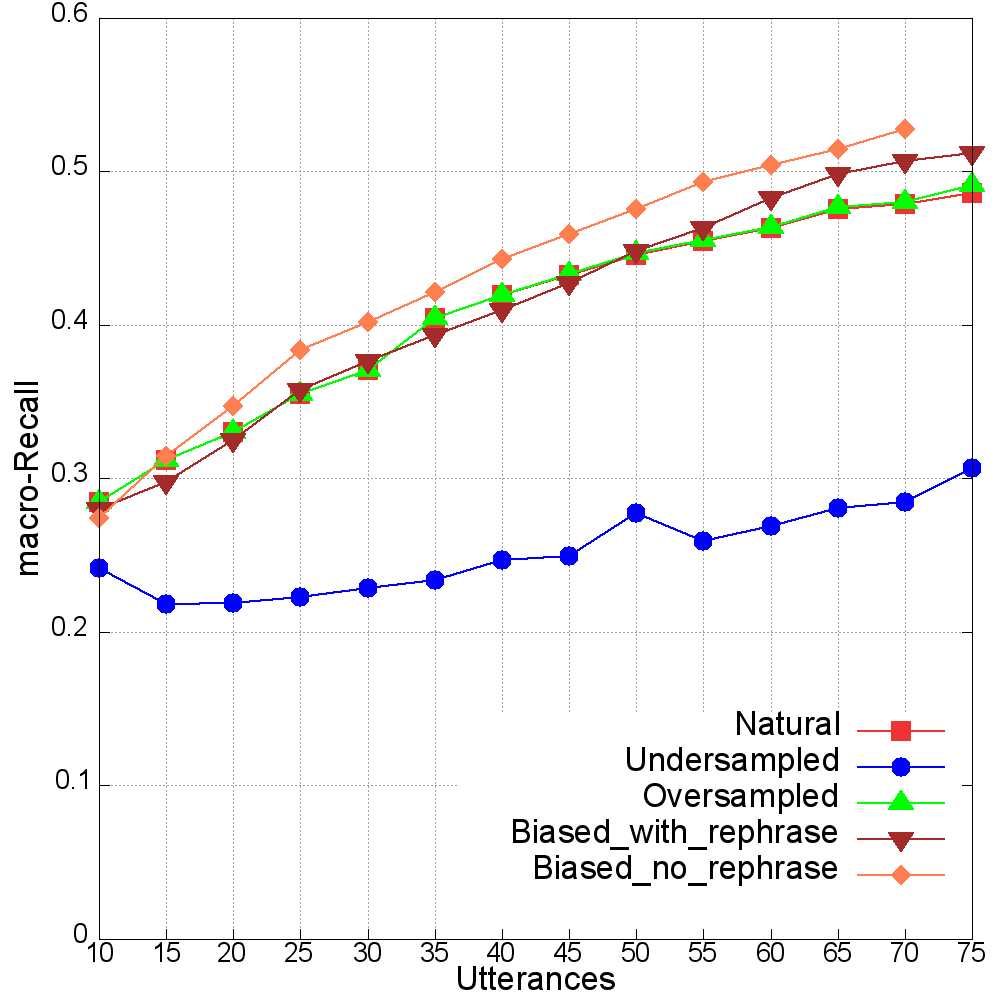 0.6
0.5
0.4
0.3
0.2
0.1
0
macro-Recall
Natural
Undersampled
Oversampled
Biased_with_rephrase
Biased_no_rephrase
10 15 20 25 30 35 40 45 50 55 60 65 70 75
Utterances